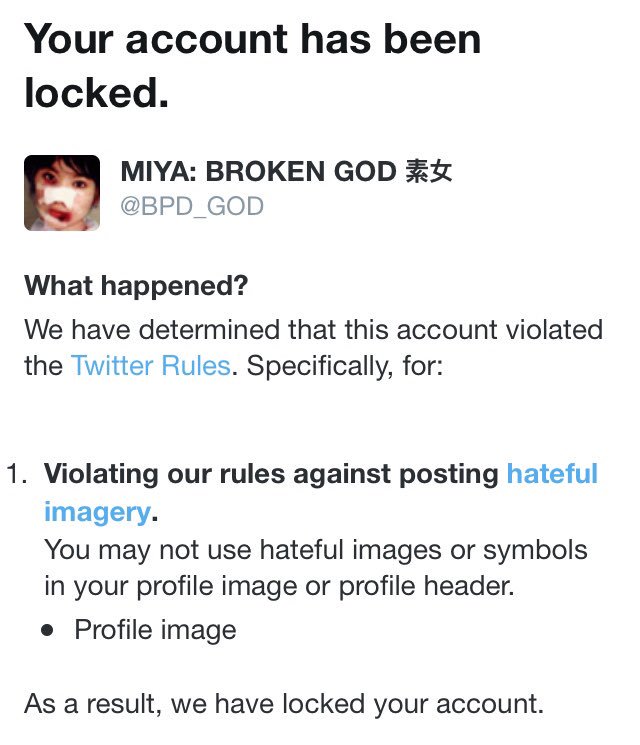 Your account has been
locked.
MIYA: BROKEN GOD 素女
@BPD_GOD
What happened?
We have determined that this account violated
the Twitter Rules. Specifically, for:
1. Violating our rules against posting hateful
imagery.
You may not use hateful images or symbols
in your profile image or profile header.
• Profile image
As a result, we have locked your account.